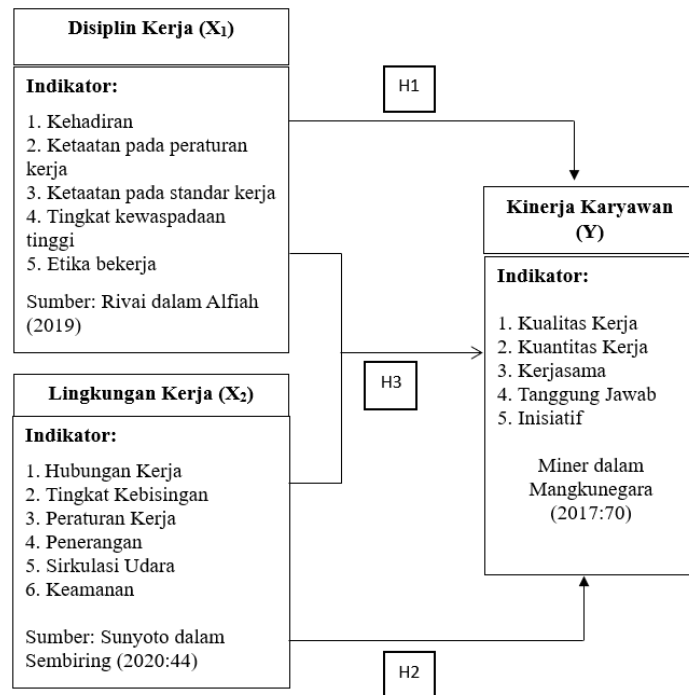 Disiplin Kerja (X₁)
Indikator:
1. Kehadiran
2. Ketaatan pada peraturan
kerja
3. Ketaatan pada standar kerja
4. Tingkat kewaspadaan
tinggi
5. Etika bekerja
Sumber: Rivai dalam Alfiah
(2019)
H1
Lingkungan Kerja (X₂)
Indikator:
1. Hubungan Kerja
2. Tingkat Kebisingan
3. Peraturan Kerja
4. Penerangan
5. Sirkulasi Udara
6. Keamanan
Sumber: Sunyoto dalam
Sembiring (2020:44)
H3
H2
Kinerja Karyawan
(Y)
Indikator:
1. Kualitas Kerja
2. Kuantitas Kerja
3. Kerjasama
4. Tanggung Jawab
5. Inisiatif
Miner dalam
Mangkunegara
(2017:70)